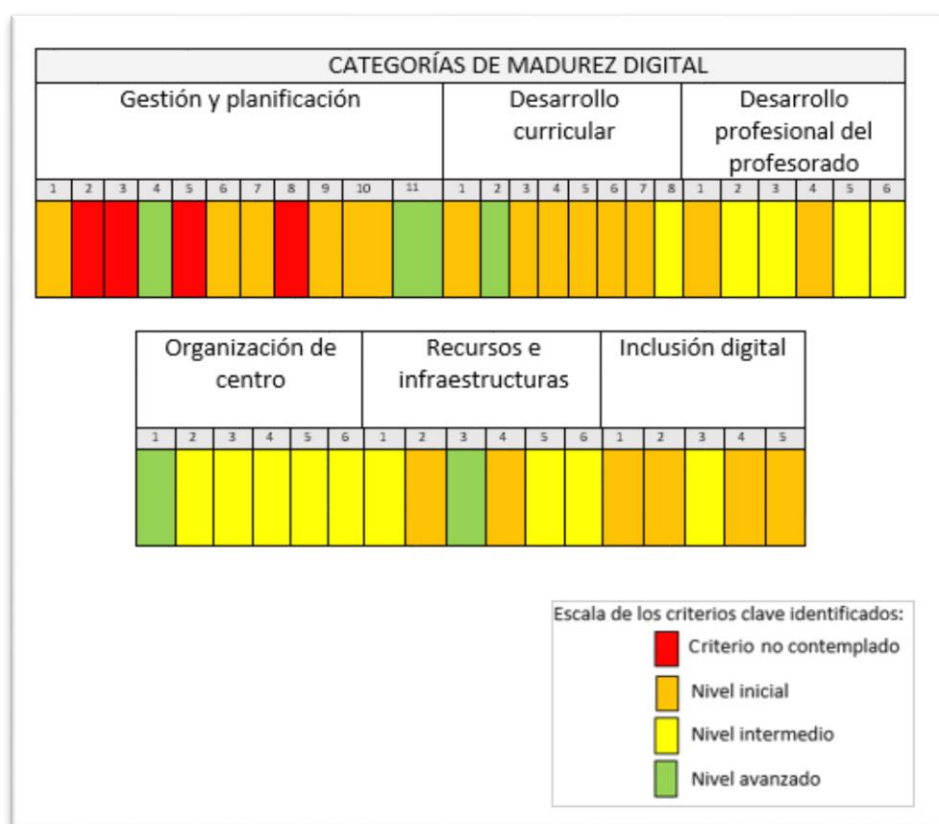 CATEGORÍAS DE MADUREZ DIGITAL
Gestión y planificación
Desarrollo
curricular
Desarrollo
profesional del
profesorado
1 2 3 4 5 6 7 8 9 10 11 1 2 3 4 5 6 7 8 1 2 3 4 5 6
Organización de
centro
Recursos e
infraestructuras
Inclusión digital
1 2 3 4 5 6 1 2 3 4 5 6 1 2 3 4 5
Escala de los criterios clave identificados:
Criterio no contemplado
Nivel inicial
Nivel intermedio
Nivel avanzado